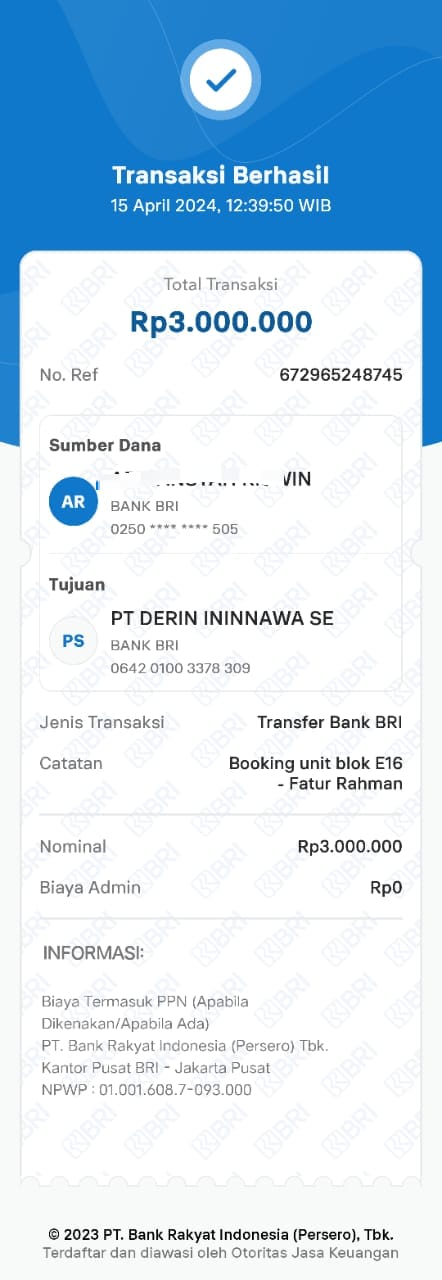 Transaksi Berhasil
15 April 2024, 12:39:50 WIB
Total Transaksi
Rp3.000.000
No. Ref 672965248745
Sumber Dana
AR
BANK BRI
0250 **** **** 505
Tujuan
PS
PT DERIN ININNAWA SE
BANK BRI
0642 0100 3378 309
Jenis Transaksi Transfer Bank BRI
Catatan Booking unit blok E16
- Fatur Rahman
Nominal Rp3.000.000
Biaya Admin Rp0
INFORMASI:
Biaya Termasuk PPN (Apabila
Dikenakan/Apabila Ada)
PT. Bank Rakyat Indonesia (Persero) Tbk.
Kantor Pusat BRI - Jakarta Pusat
NPWP : 01.001.608.7-093.000
© 2023 PT. Bank Rakyat Indonesia (Persero), Tbk.
Terdaftar dan diawasi oleh Otoritas Jasa Keuangan